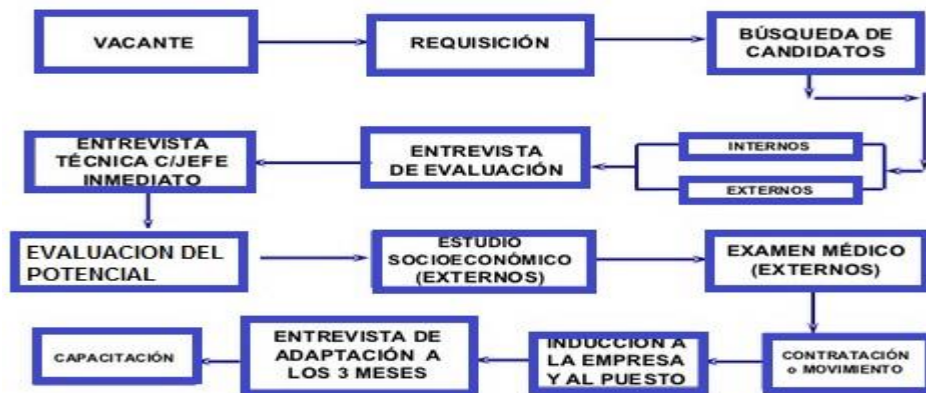 VACANTE
REQUISICIÓN
BÚSQUEDA DE
CANDIDATOS
INTERNOS
EXTERNOS
ENTREVISTA
DE EVALUACIÓN
ENTREVISTA
TÉCNICA C/JEFE
INMEDIATO
EVALUACION DEL
POTENCIAL
ESTUDIO
SOCIOECONÓMICO
(EXTERNOS)
EXAMEN MÉDICO
(EXTERNOS)
CONTRATACIÓN
o MOVIMIENTO
INDUCCIÓN A
LA EMPRESA
Y AL PUESTO
ENTREVISTA DE
ADAPTACIÓN A
LOS 3 MESES
CAPACITACIÓN